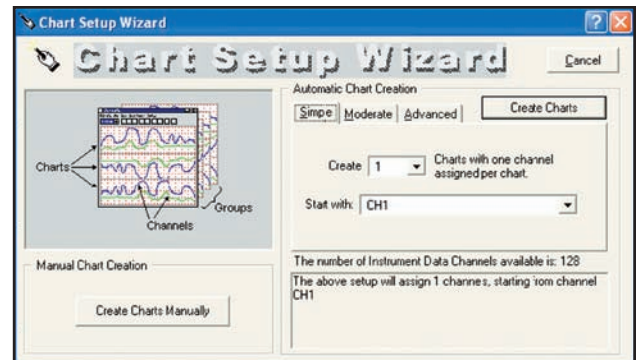 Chart Setup Wizard
Chart Setup Wizard
Cancel
Charts
Channels
Groups
Manual Chart Creation
Create Charts Manually
Automatic Chart Creation
Simpe
Moderate
Advanced
Create Charts
Create 1 Charts with one channel
assigned per chart.
Start with: CH1
The number of Instrument Data Channels available is: 128
The above setup will assign 1 channes, starting rom channel
CH1